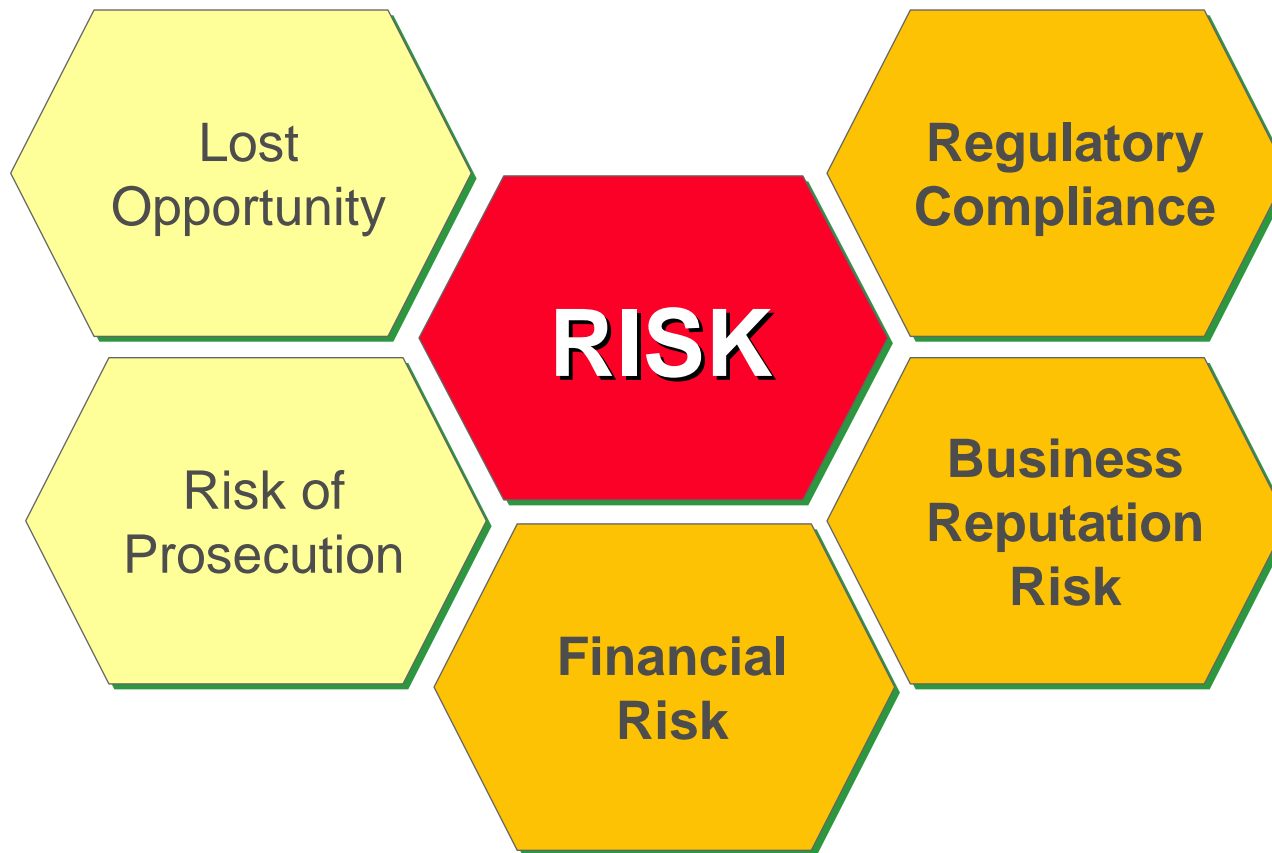 Lost
Opportunity
Regulatory
Compliance
RISK
Risk of
Prosecution
Business
Reputation
Risk
Financial
Risk